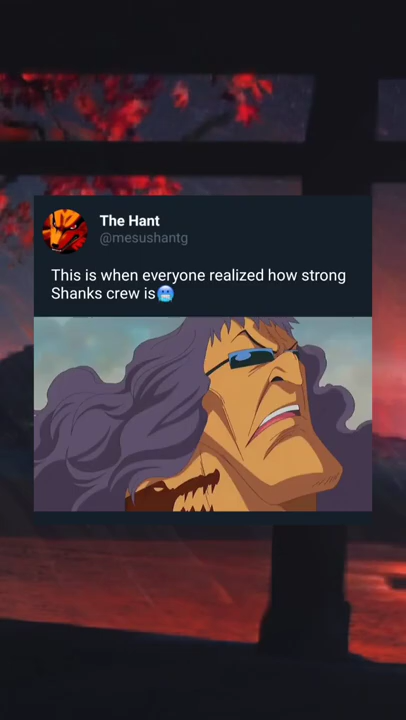 The Hant
@mesushantg
This is when everyone realized how strong
Shanks crew is🥶